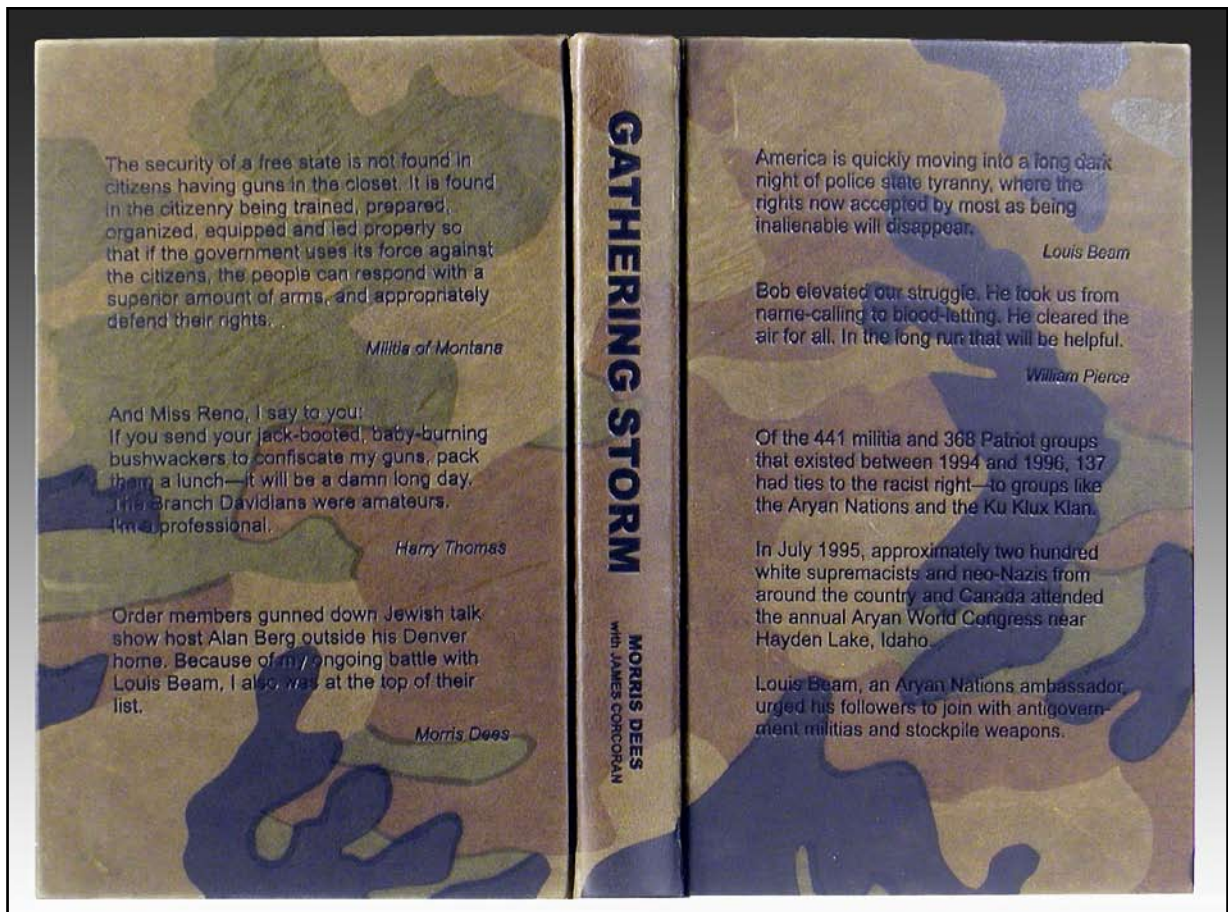 The security of a free state is not found in
citizens having guns in the closet. It is found
in the citizenry being trained, prepared,
organized, equipped and led properly so
that if the government uses its force against
the citizens, the people can respond with a
superior amount of arms, and appropriately
defend their rights.
Militia of Montana
And Miss Reno, I say to you:
If you send your jack-booted, baby-burning
bushwackers to confiscate my guns, pack
them a lunch—it will be a damn long day.
The Branch Davidians were amateurs.
I'm a professional.
Harry Thomas
Order members gunned down Jewish talk
show host Alan Berg outside his Denver
home. Because of my ongoing battle with
Louis Beam, I also was at the top of their
list.
Morris Dees
GATHERING STORM
MORRIS DEES
with JAMES CORCORAN
America is quickly moving into a long dark
night of police state tyranny, where the
rights now accepted by most as being
inalienable will disappear.
Louis Beam
Bob elevated our struggle. He took us from
name-calling to blood-letting. He cleared the
air for all. In the long run that will be helpful.
William Pierce
Of the 441 militia and 368 Patriot groups
that existed between 1994 and 1996, 137
had ties to the racist right—to groups like
the Aryan Nations and the Ku Klux Klan.
In July 1995, approximately two hundred
white supremacists and neo-Nazis from
around the country and Canada attended
the annual Aryan World Congress near
Hayden Lake, Idaho.
Louis Beam, an Aryan Nations ambassador,
urged his followers to join with antigovern-
ment militias and stockpile weapons.